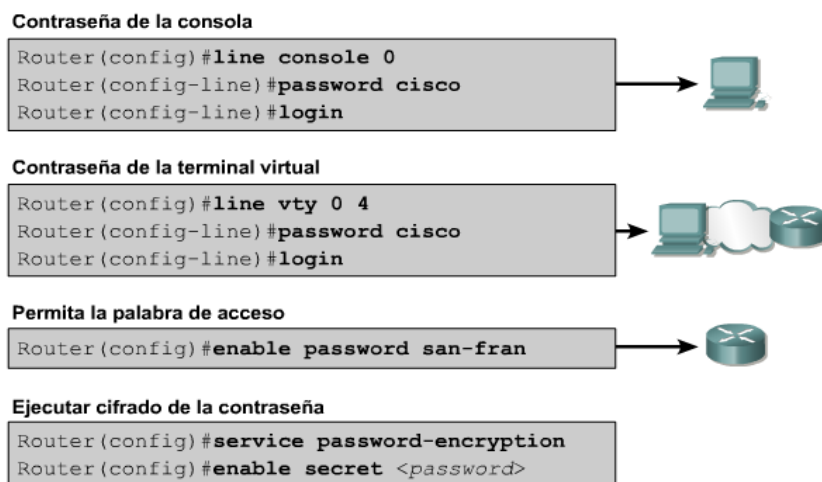 Contraseña de la consola
Router(config)#line console 0
Router(config-line)#password cisco
Router(config-line)#login
Contraseña de la terminal virtual
Router(config)#line vty 0 4
Router(config-line)#password cisco
Router(config-line)#login
Permita la palabra de acceso
Router(config)#enable password san-fran
Ejecutar cifrado de la contraseña
Router(config)#service password-encryption
Router(config)#enable secret <password>